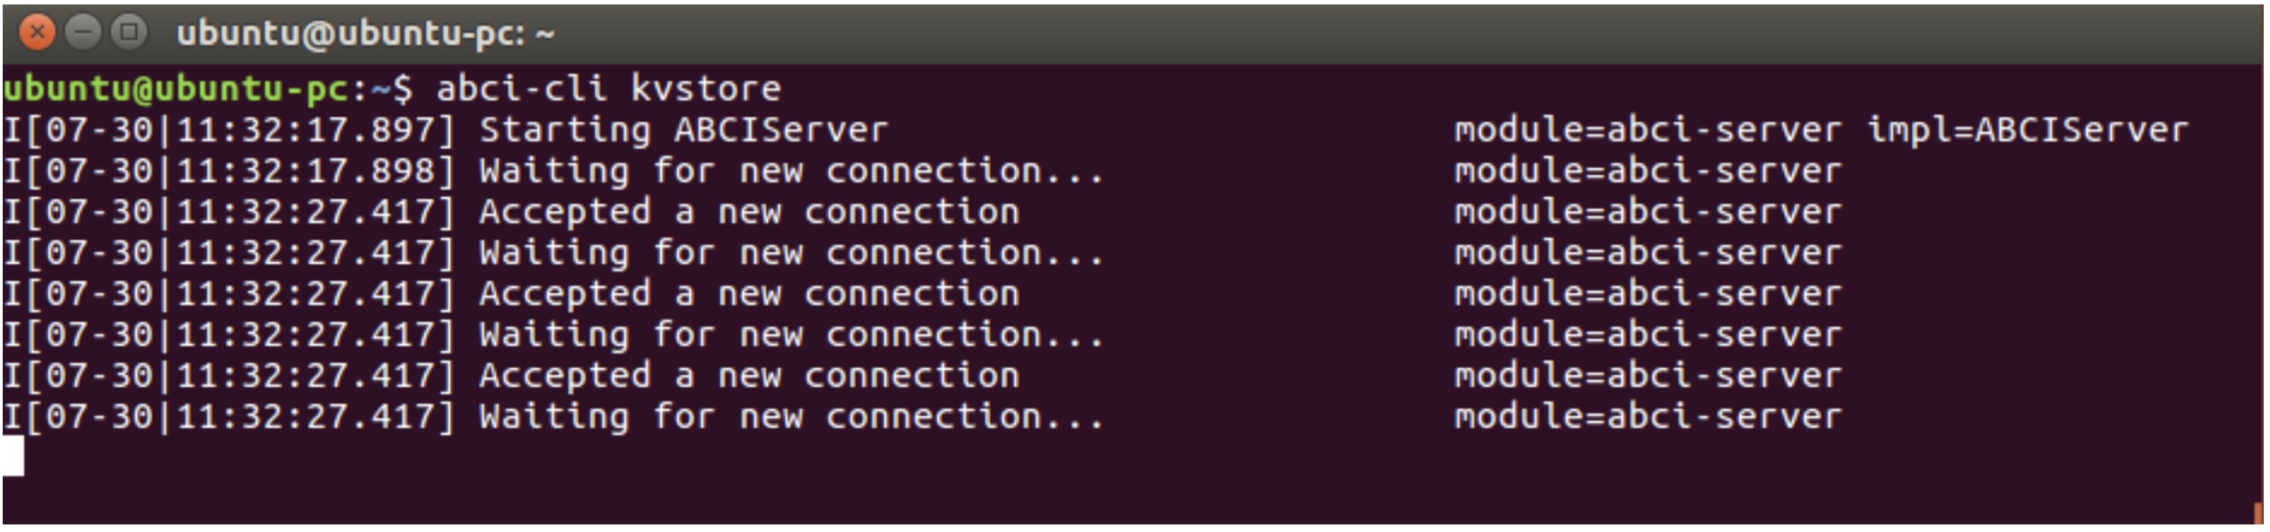 ubuntu@ubuntu-pc: ~
ubuntu@ubuntu-pc:~$ abci-cli kvstore
I[07-30|11:32:17.897] Starting ABCIServer                          module=abci-server impl=ABCIServer
I[07-30|11:32:17.898] Waiting for new connection...                module=abci-server
I[07-30|11:32:27.417] Accepted a new connection                    module=abci-server
I[07-30|11:32:27.417] Waiting for new connection...                module=abci-server
I[07-30|11:32:27.417] Accepted a new connection                    module=abci-server
I[07-30|11:32:27.417] Waiting for new connection...                module=abci-server
I[07-30|11:32:27.417] Accepted a new connection                    module=abci-server
I[07-30|11:32:27.417] Waiting for new connection...                module=abci-server